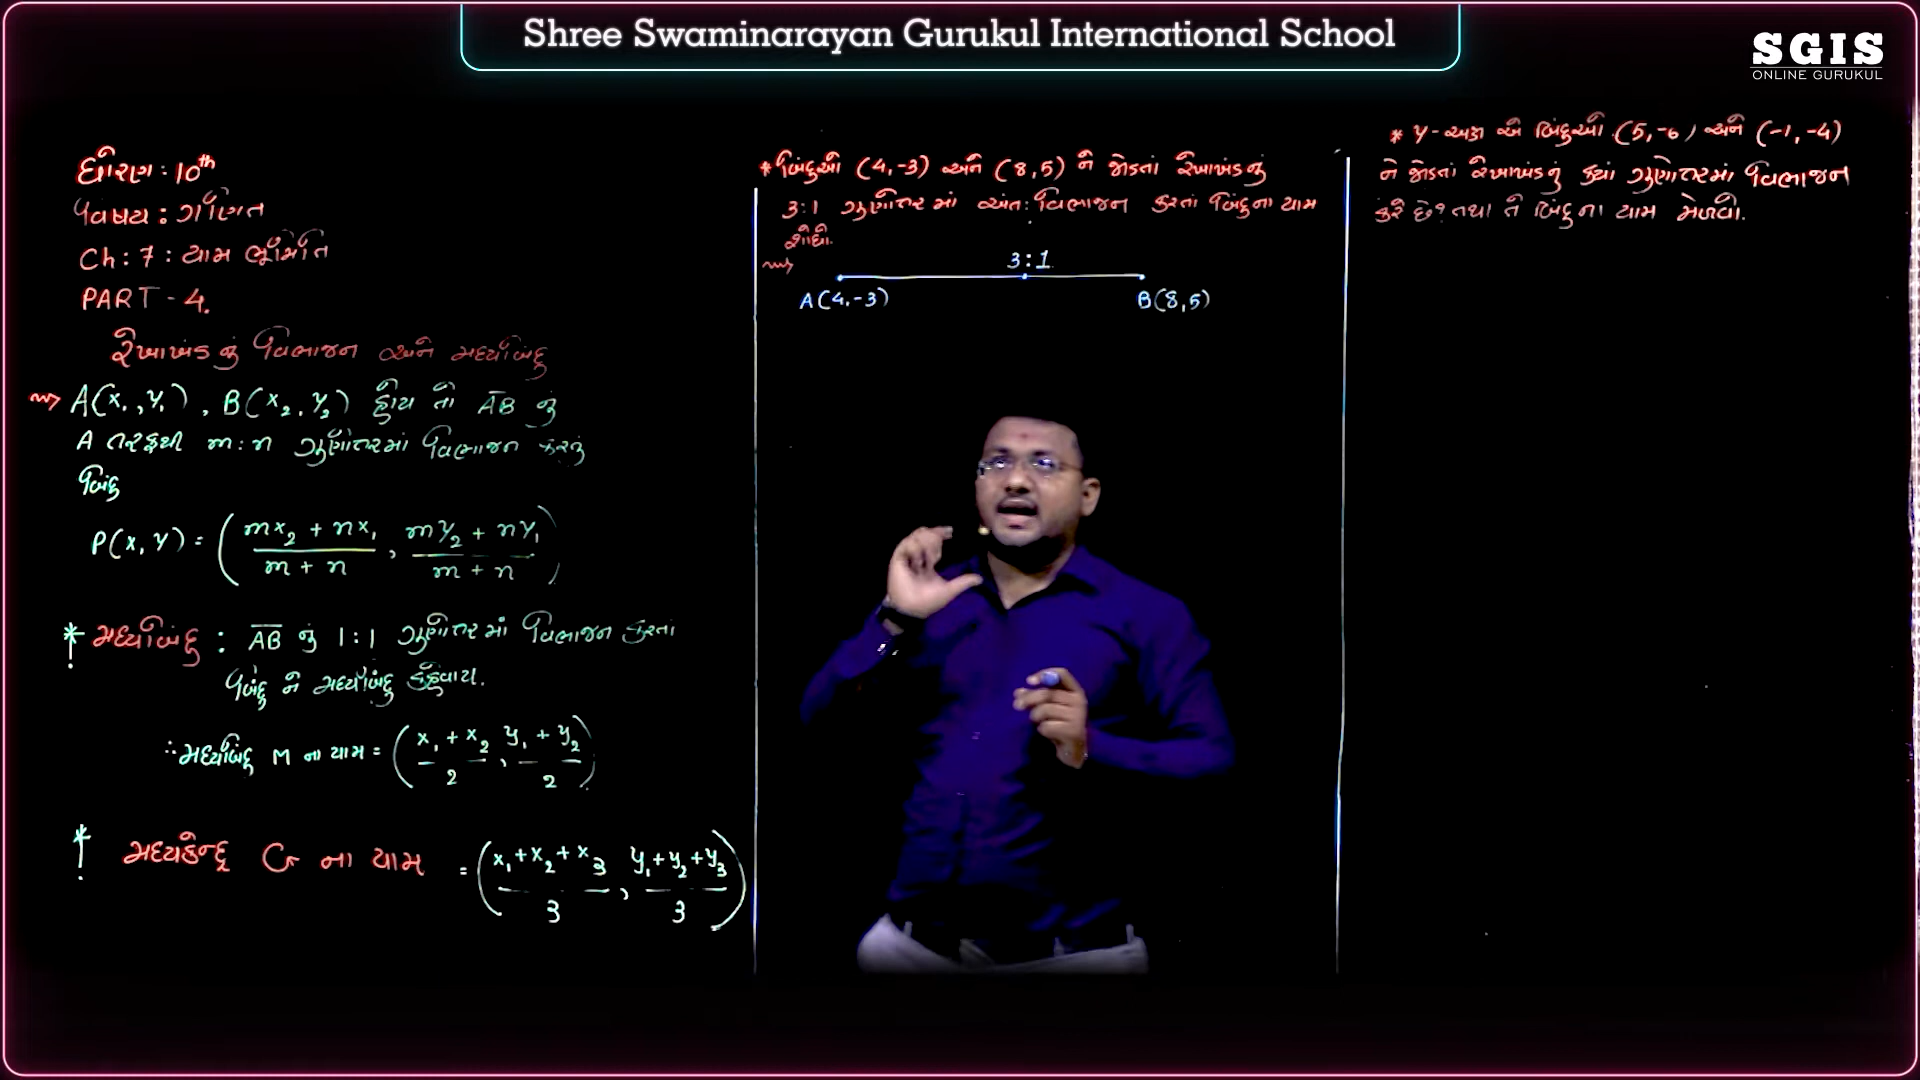 Shree Swaminarayan Gurukul International School
SGIS
ONLINE GURUKUL
ધોરણ : 10th
વિષય : ગણિત
Ch : 7 : યામ ભૂમિતિ
PART - 4.
રેખાખંડનું વિભાજન અને મધ્યબિંદુ
A(x₁, y₁), B(x₂, y₂) હોય તો AB નું
A તરફથી m : n ગુણોત્તરમાં વિભાજન કરતું
બિંદુ
P(x, y) = ( (mx₂ + nx₁)/(m + n) , (my₂ + ny₁)/(m + n) )
* મધ્યબિંદુ : AB નું 1 : 1 ગુણોત્તરમાં વિભાજન કરતાં
બિંદુ ને મધ્યબિંદુ કહેવાય.
∴ મધ્યબિંદુ M ના યામ = ( (x₁ + x₂)/2 , (y₁ + y₂)/2 )
* મધ્યકેન્દ્ર G ના યામ = ( (x₁ + x₂ + x₃)/3 , (y₁ + y₂ + y₃)/3 )
* બિંદુઓ (4, -3) અને (8, 5) ને જોડતાં રેખાખંડનું
3 : 1 ગુણોત્તરમાં અંત: વિભાજન કરતાં બિંદુના યામ
શોધો.
3 : 1
A(4, -3)
B(8, 5)
* y - અક્ષ એ બિંદુઓ (5, -6) અને (-1, -4)
ને જોડતાં રેખાખંડનું કયાં ગુણોત્તરમાં વિભાજન
કરે છે? તથા તે બિંદુના યામ મેળવો.